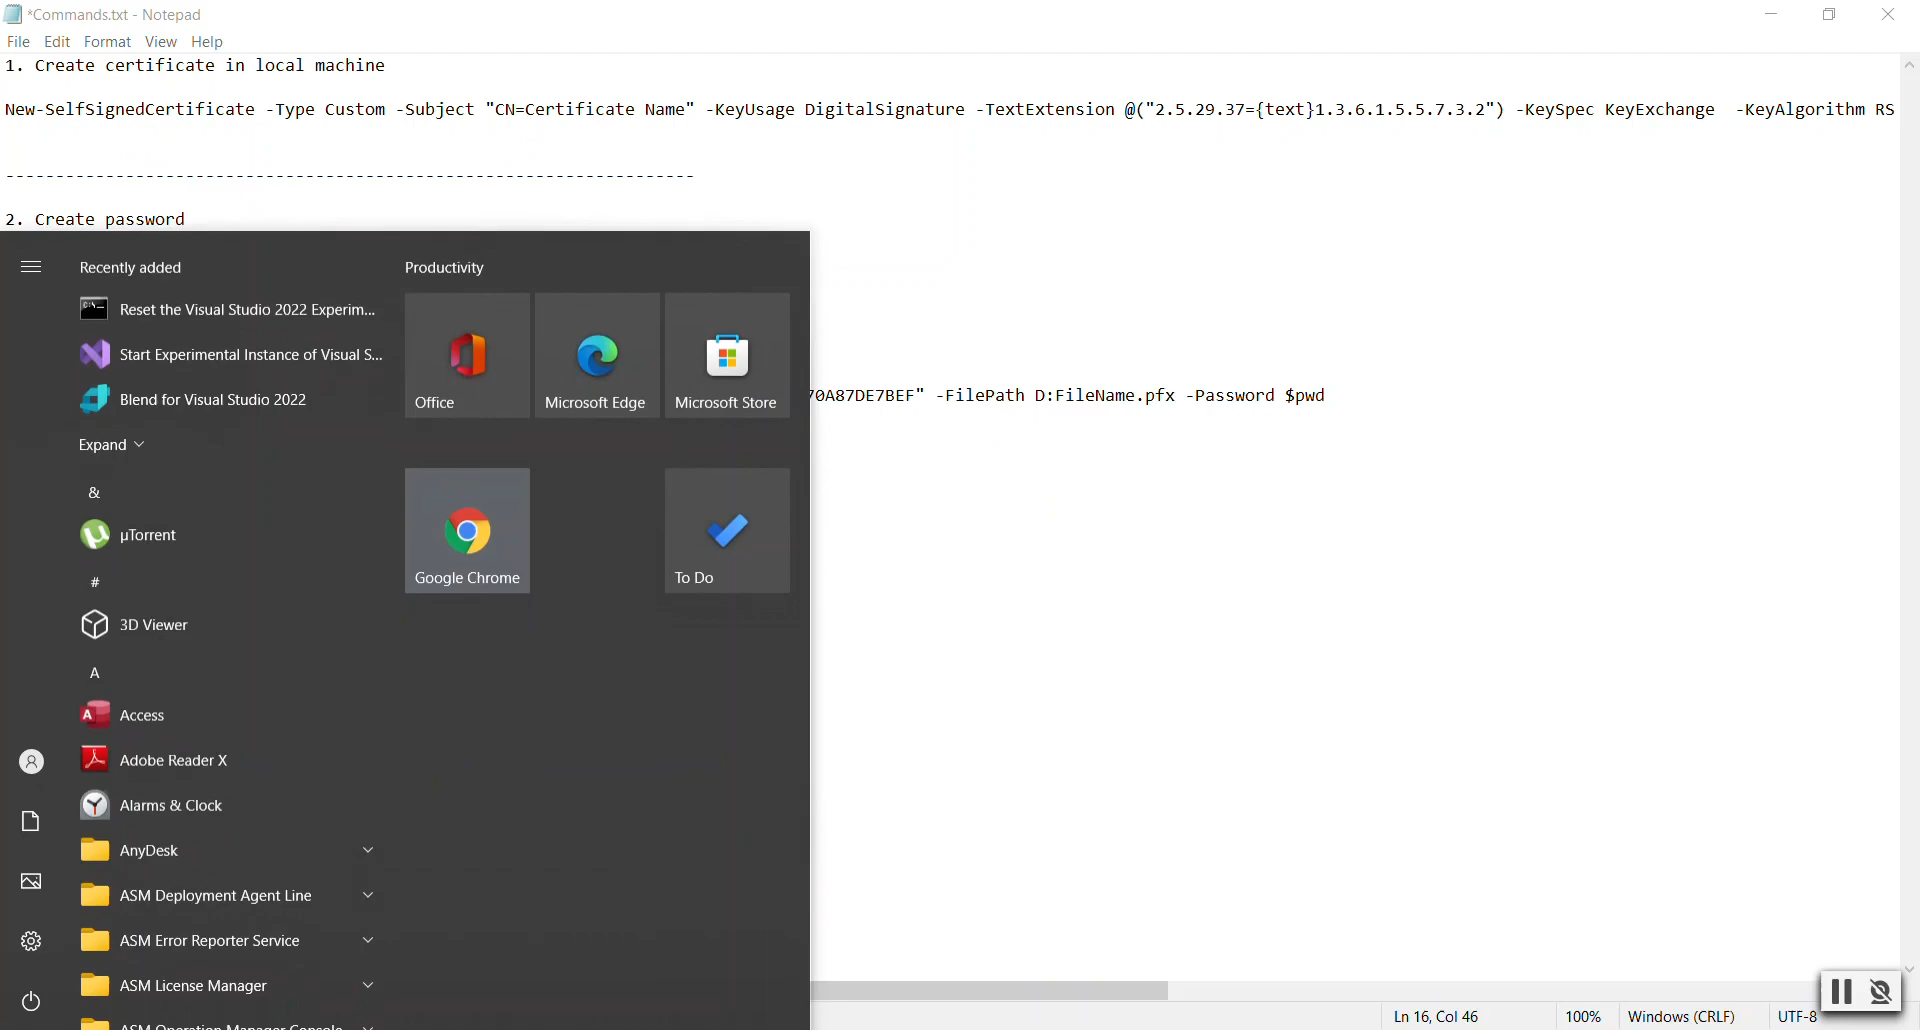 *Commands.txt - Notepad
File Edit Format View Help
1. Create certificate in local machine
New-SelfSignedCertificate -Type Custom -Subject "CN=Certificate Name" -KeyUsage DigitalSignature -TextExtension @("2.5.29.37={text}1.3.6.1.5.5.7.3.2") -KeySpec KeyExchange  -KeyAlgorithm RS
---------------------------------------------------------------------
2. Create password
70A87DE7BEF" -FilePath D:FileName.pfx -Password $pwd
Recently added
Reset the Visual Studio 2022 Experim...
Start Experimental Instance of Visual S...
Blend for Visual Studio 2022
Expand
&
µTorrent
#
3D Viewer
A
Access
Adobe Reader X
Alarms & Clock
AnyDesk
ASM Deployment Agent Line
ASM Error Reporter Service
ASM License Manager
ASM Operation Manager Console
Productivity
Office
Microsoft Edge
Microsoft Store
Google Chrome
To Do
Ln 16, Col 46
100%
Windows (CRLF)
UTF-8